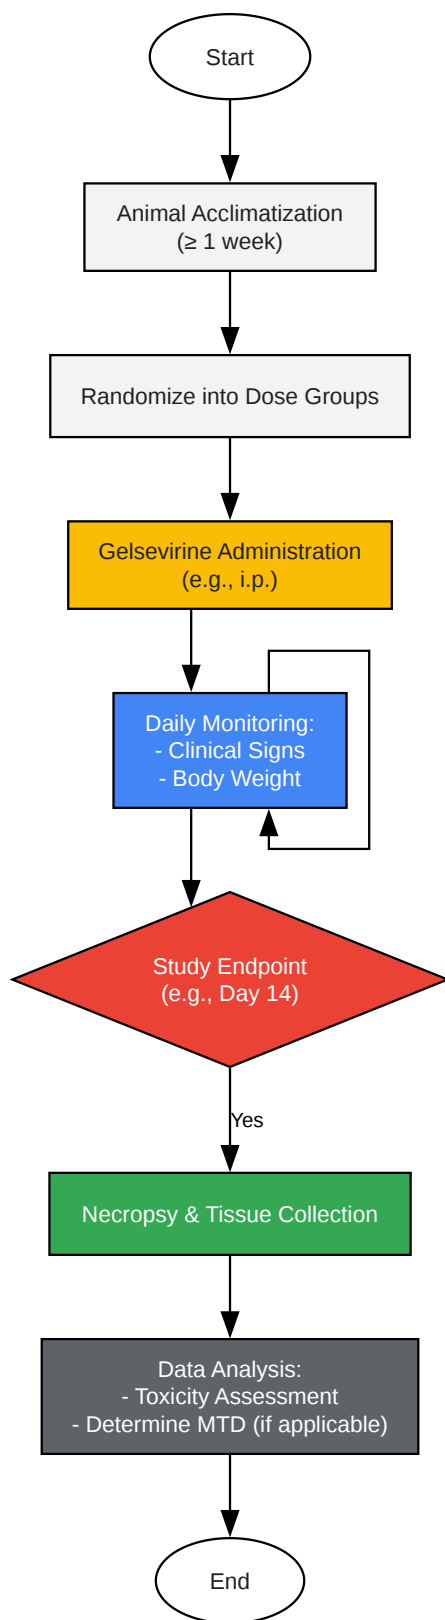 Start
Animal Acclimatization
(≥ 1 week)
Randomize into Dose Groups
Gelsevirine Administration
(e.g., i.p.)
Daily Monitoring:
- Clinical Signs
- Body Weight
Study Endpoint
(e.g., Day 14)
Yes
Necropsy & Tissue Collection
Data Analysis:
- Toxicity Assessment
- Determine MTD (if applicable)
End